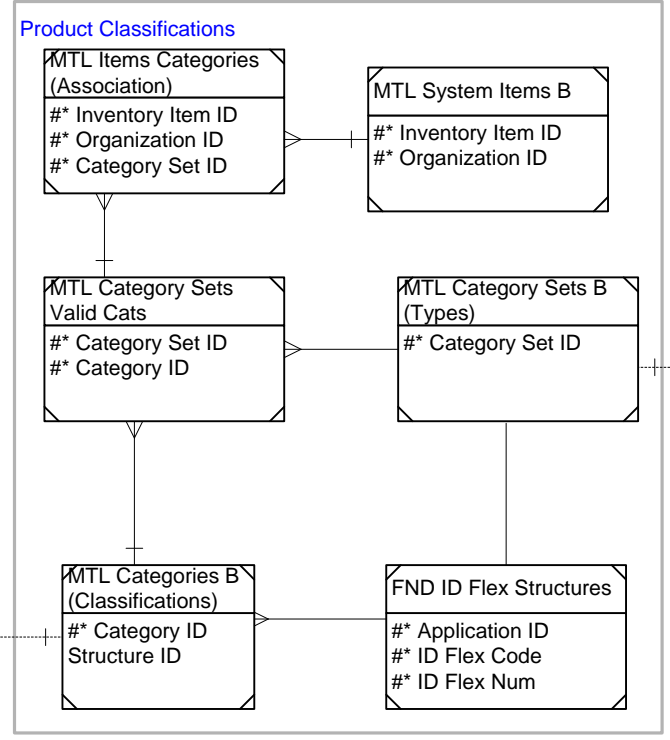 Product Classifications
MTL Items Categories
(Association)
#* Inventory Item ID
#* Organization ID
#* Category Set ID
MTL System Items B
#* Inventory Item ID
#* Organization ID
MTL Category Sets
Valid Cats
#* Category Set ID
#* Category ID
MTL Category Sets B
(Types)
#* Category Set ID
MTL Categories B
(Classifications)
#* Category ID
Structure ID
FND ID Flex Structures
#* Application ID
#* ID Flex Code
#* ID Flex Num